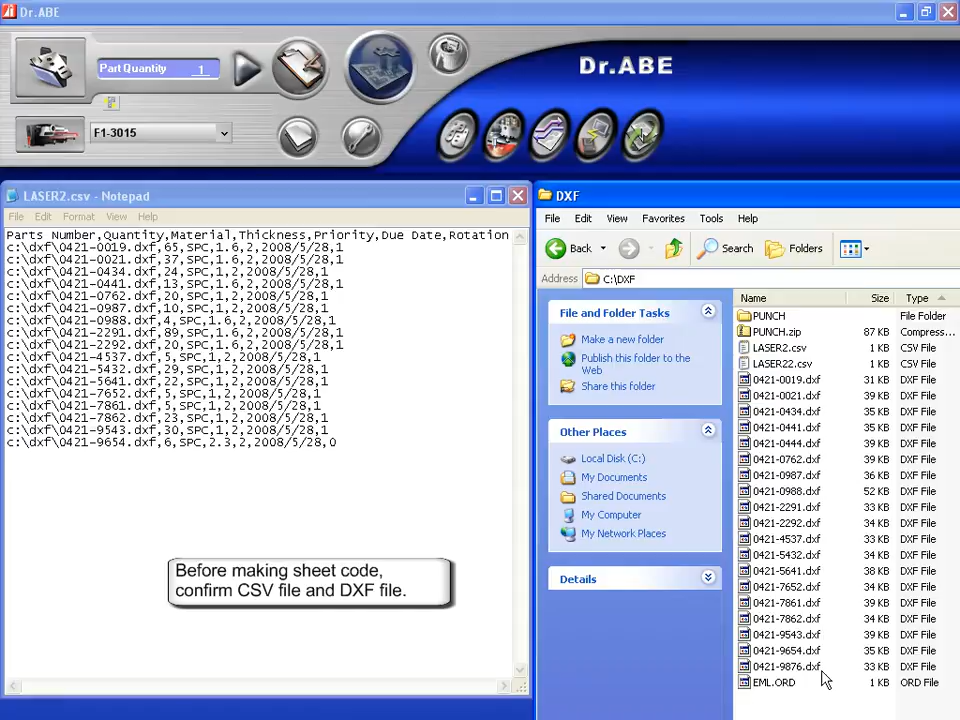 Dr.ABE
Part Quantity 1
Dr.ABE
F1-3015
LASER2.csv - Notepad
File Edit Format View Help
Parts Number,Quantity,Material,Thickness,Priority,Due Date,Rotation
c:\dxf\0421-0019.dxf,65,SPC,1.6,2,2008/5/28,1
c:\dxf\0421-0021.dxf,37,SPC,1.6,2,2008/5/28,1
c:\dxf\0421-0434.dxf,24,SPC,1,2,2008/5/28,1
c:\dxf\0421-0441.dxf,13,SPC,1.6,2,2008/5/28,1
c:\dxf\0421-0762.dxf,20,SPC,1,2,2008/5/28,1
c:\dxf\0421-0987.dxf,10,SPC,1,2,2008/5/28,1
c:\dxf\0421-0988.dxf,4,SPC,1.6,2,2008/5/28,1
c:\dxf\0421-2291.dxf,89,SPC,1.6,2,2008/5/28,1
c:\dxf\0421-2292.dxf,20,SPC,1.6,2,2008/5/28,1
c:\dxf\0421-4537.dxf,5,SPC,1,2,2008/5/28,1
c:\dxf\0421-5432.dxf,29,SPC,1,2,2008/5/28,1
c:\dxf\0421-5641.dxf,22,SPC,1,2,2008/5/28,1
c:\dxf\0421-7652.dxf,5,SPC,1,2,2008/5/28,1
c:\dxf\0421-7861.dxf,5,SPC,1,2,2008/5/28,1
c:\dxf\0421-7862.dxf,23,SPC,1,2,2008/5/28,1
c:\dxf\0421-9543.dxf,30,SPC,1,2,2008/5/28,1
c:\dxf\0421-9654.dxf,6,SPC,2.3,2,2008/5/28,0
Before making sheet code,
confirm CSV file and DXF file.
DXF
File Edit View Favorites Tools Help
Back Search Folders
Address C:\DXF
File and Folder Tasks
Make a new folder
Publish this folder to the
Web
Share this folder
Other Places
Local Disk (C:)
My Documents
Shared Documents
My Computer
My Network Places
Details
Name Size Type
PUNCH File Folder
PUNCH.zip 87 KB Compress...
LASER2.csv 1 KB CSV File
LASER22.csv 1 KB CSV File
0421-0019.dxf 31 KB DXF File
0421-0021.dxf 39 KB DXF File
0421-0434.dxf 35 KB DXF File
0421-0441.dxf 35 KB DXF File
0421-0444.dxf 39 KB DXF File
0421-0762.dxf 39 KB DXF File
0421-0987.dxf 36 KB DXF File
0421-0988.dxf 52 KB DXF File
0421-2291.dxf 33 KB DXF File
0421-2292.dxf 34 KB DXF File
0421-4537.dxf 33 KB DXF File
0421-5432.dxf 33 KB DXF File
0421-5641.dxf 38 KB DXF File
0421-7652.dxf 34 KB DXF File
0421-7861.dxf 39 KB DXF File
0421-7862.dxf 34 KB DXF File
0421-9543.dxf 39 KB DXF File
0421-9654.dxf 35 KB DXF File
0421-9876.dxf 33 KB DXF File
EML.ORD 1 KB ORD File